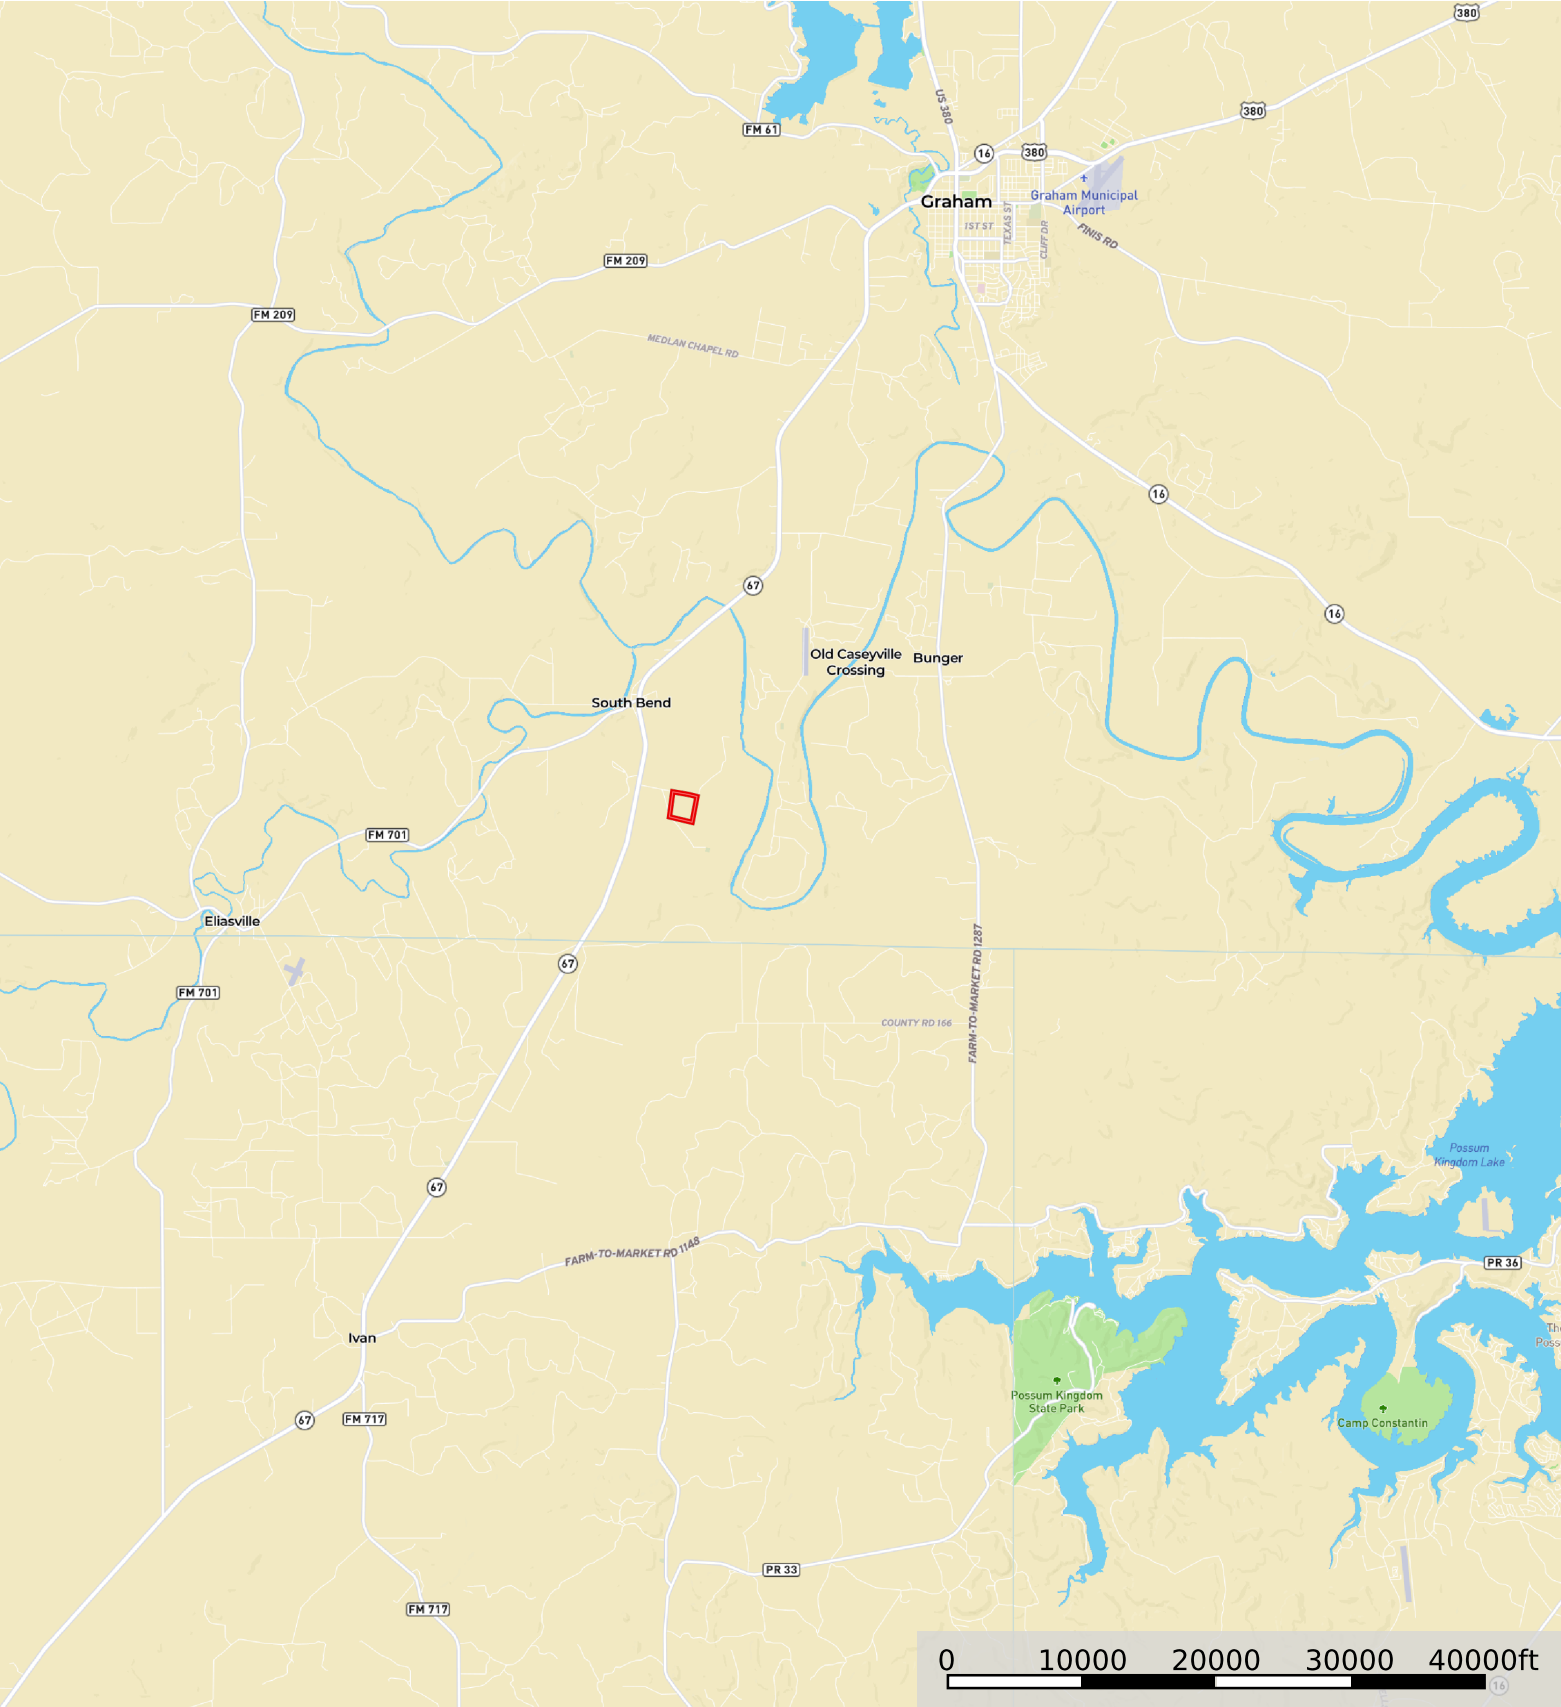 380
US 380
380
FM 61
16
380
Graham Municipal
Airport
Graham
1ST ST
TEXAS ST
CLIFF DR
FINIS RD
FM 209
FM 209
MEDLAN CHAPEL RD
16
67
16
Old Caseyville
Crossing
Bunger
South Bend
FM 701
Eliasville
67
FM 701
FARM-TO-MARKET RD 1287
COUNTY RD 166
Possum
Kingdom Lake
67
FARM-TO-MARKET RD 1148
PR 36
Ivan
The
Poss
Possum Kingdom
State Park
Camp Constantin
67
FM 717
PR 33
FM 717
0 10000 20000 30000 40000ft
16